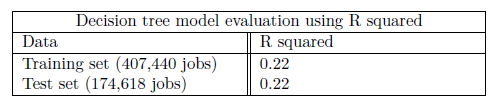 Decision tree model evaluation using R squared
Data R squared
Training set (407,440 jobs) 0.22
Test set (174,618 jobs) 0.22